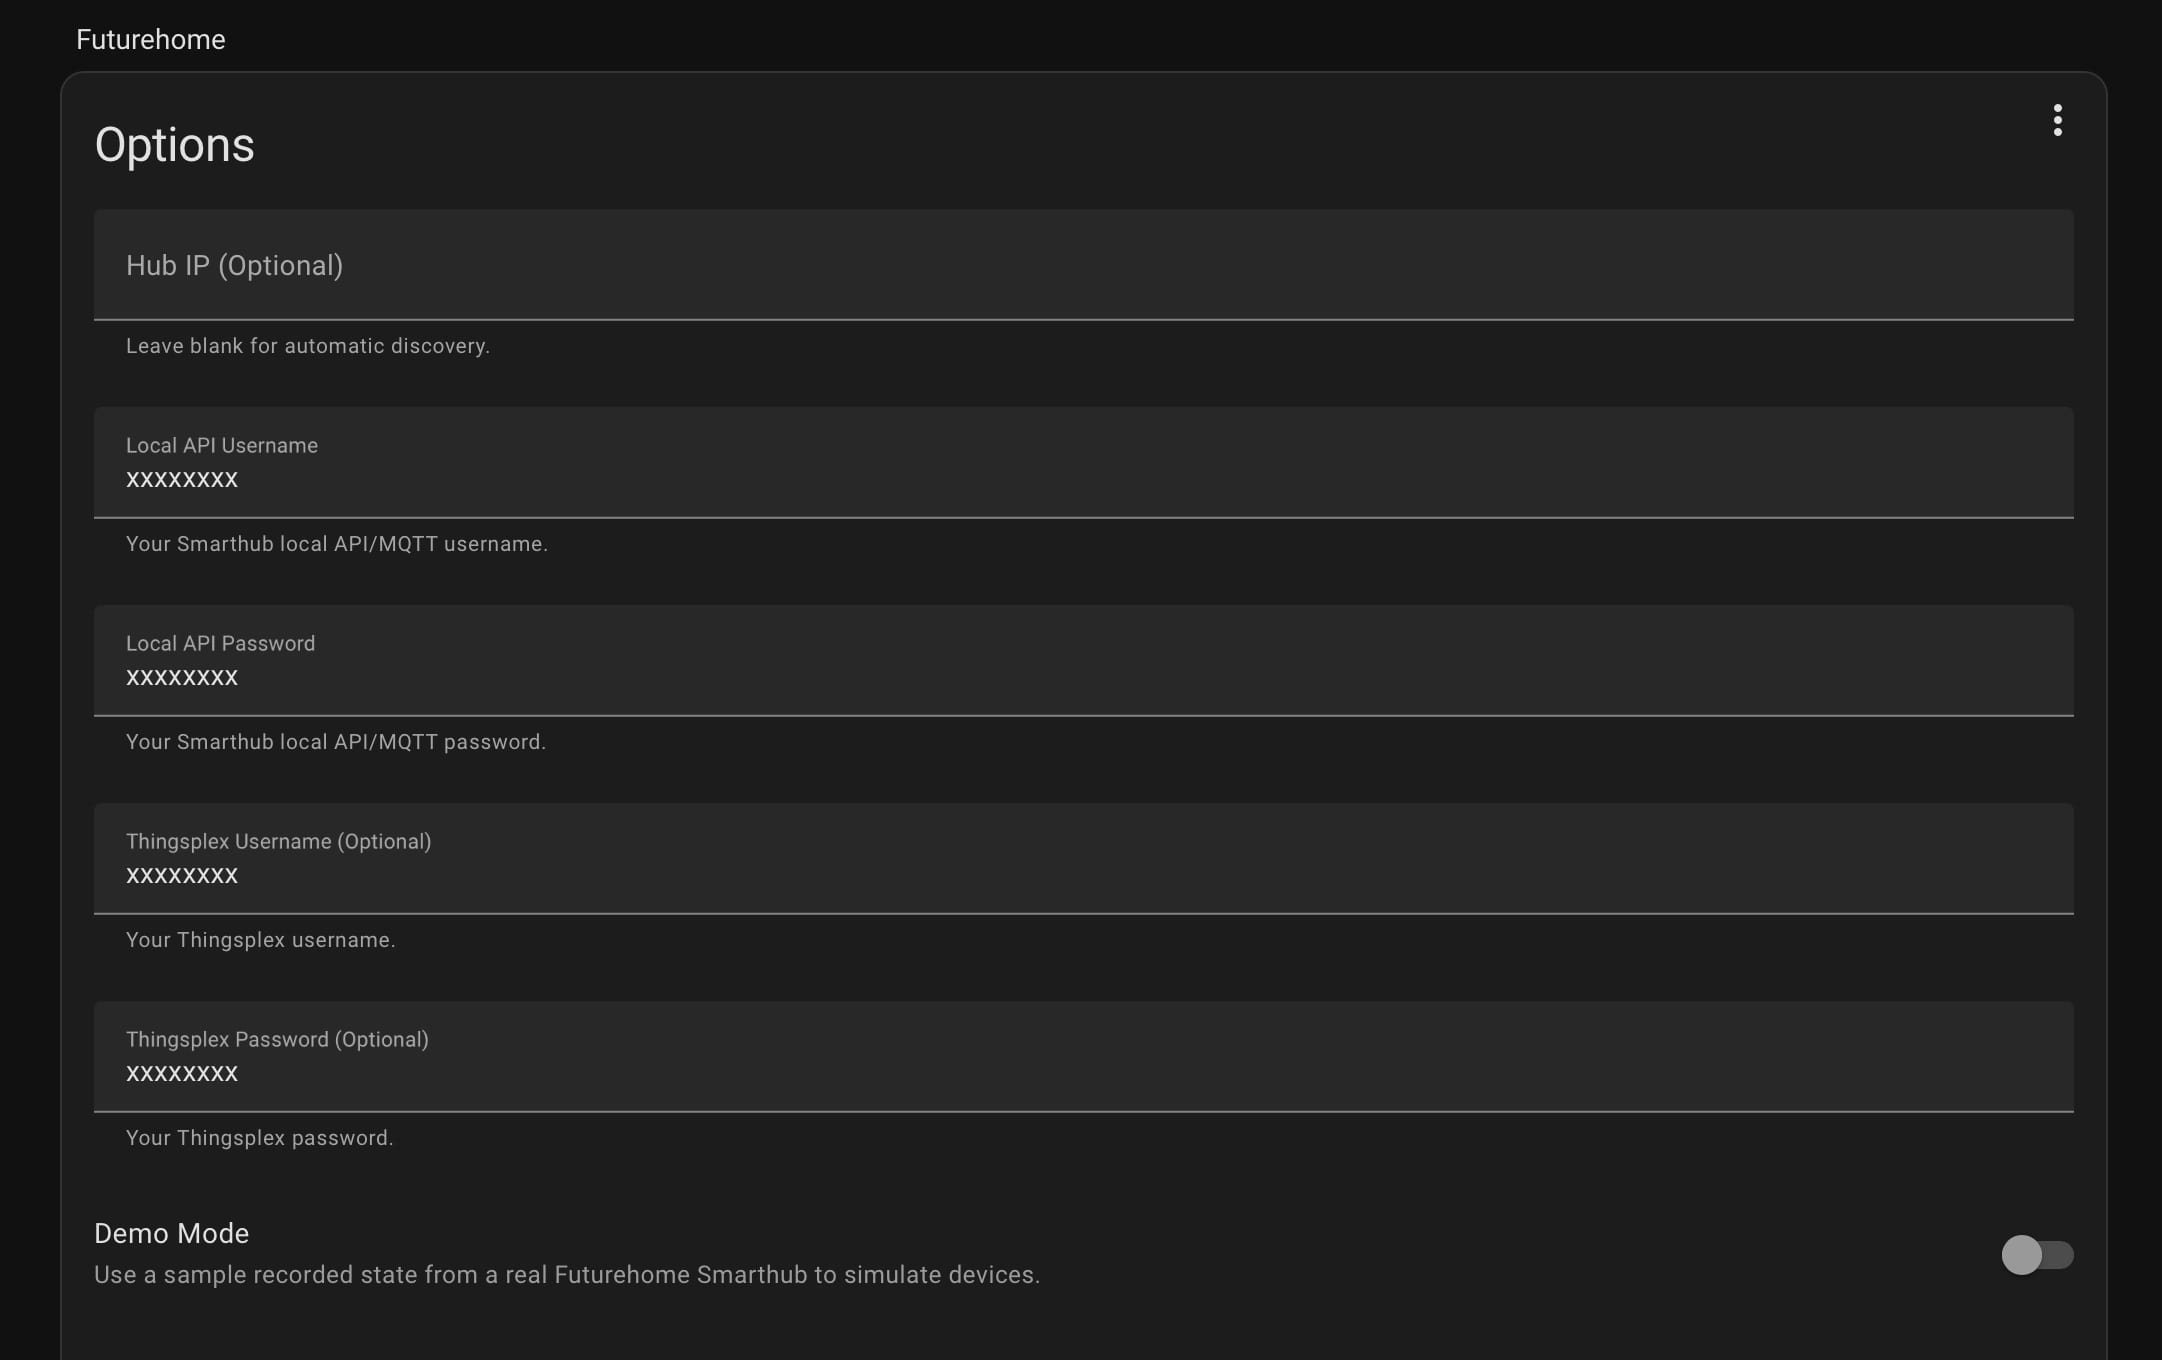 Futurehome
Options
Hub IP (Optional)
Leave blank for automatic discovery.
Local API Username
xxxxxxxx
Your Smarthub local API/MQTT username.
Local API Password
xxxxxxxx
Your Smarthub local API/MQTT password.
Thingsplex Username (Optional)
xxxxxxxx
Your Thingsplex username.
Thingsplex Password (Optional)
xxxxxxxx
Your Thingsplex password.
Demo Mode
Use a sample recorded state from a real Futurehome Smarthub to simulate devices.